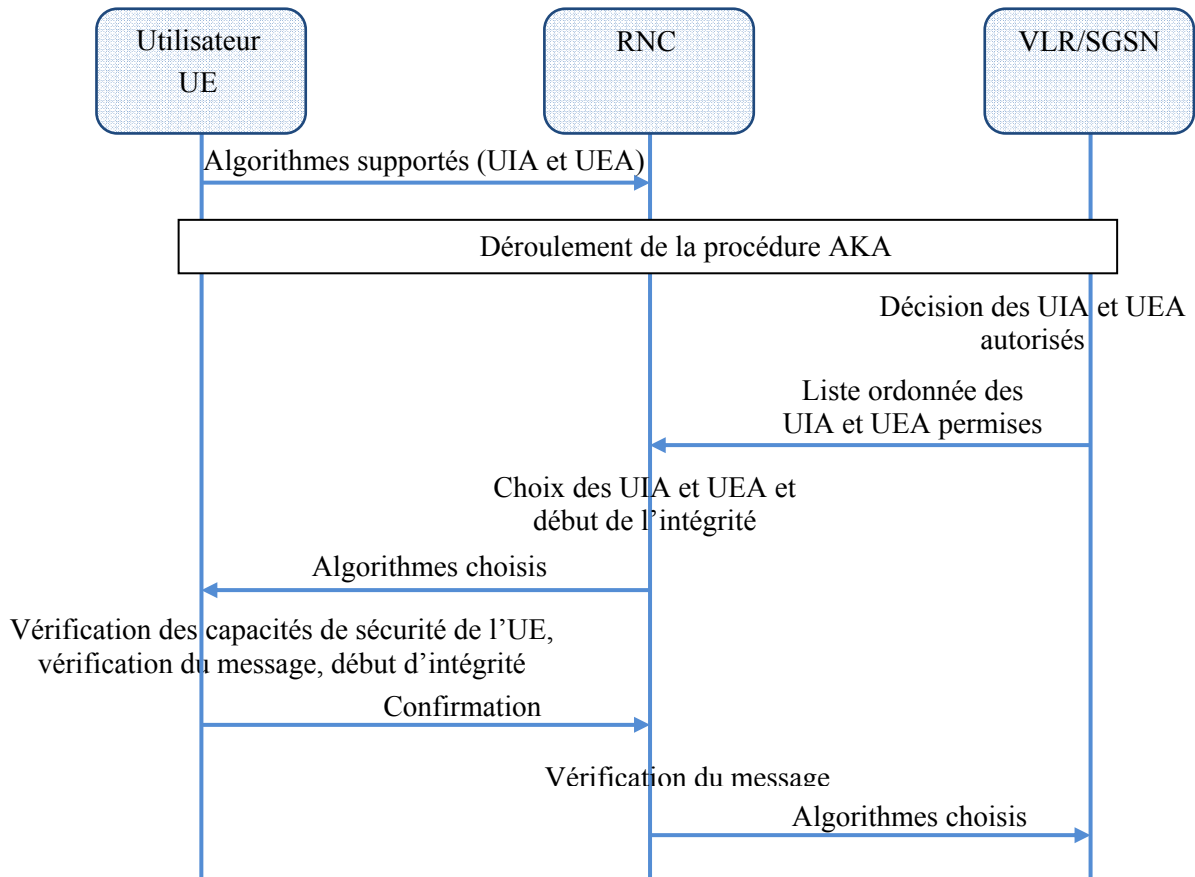 Utilisateur
UE
RNC
VLR/SGSN
Algorithmes supportés (UIA et UEA)
Déroulement de la procédure AKA
Décision des UIA et UEA
autorisés
Liste ordonnée des
UIA et UEA permises
Choix des UIA et UEA et
début de l’intégrité
Algorithmes choisis
Vérification des capacités de sécurité de l’UE,
vérification du message, début d’intégrité
Confirmation
Vérification du message
Algorithmes choisis